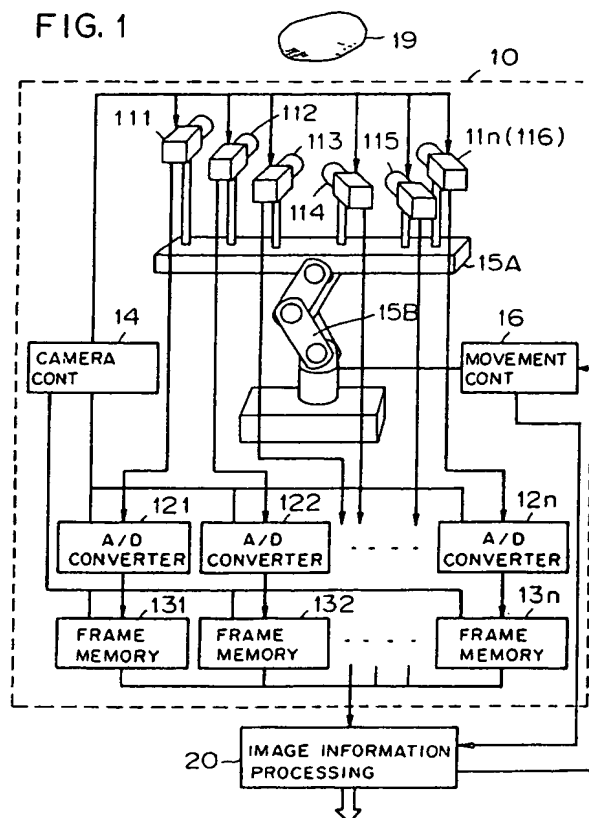 FIG. 1
19
10
111
112
113
114
115
11n(116)
15A
15B
14
CAMERA
CONT
16
MOVEMENT
CONT
121
A/D
CONVERTER
122
A/D
CONVERTER
12n
A/D
CONVERTER
131
FRAME
MEMORY
132
FRAME
MEMORY
13n
FRAME
MEMORY
20
IMAGE INFORMATION
PROCESSING